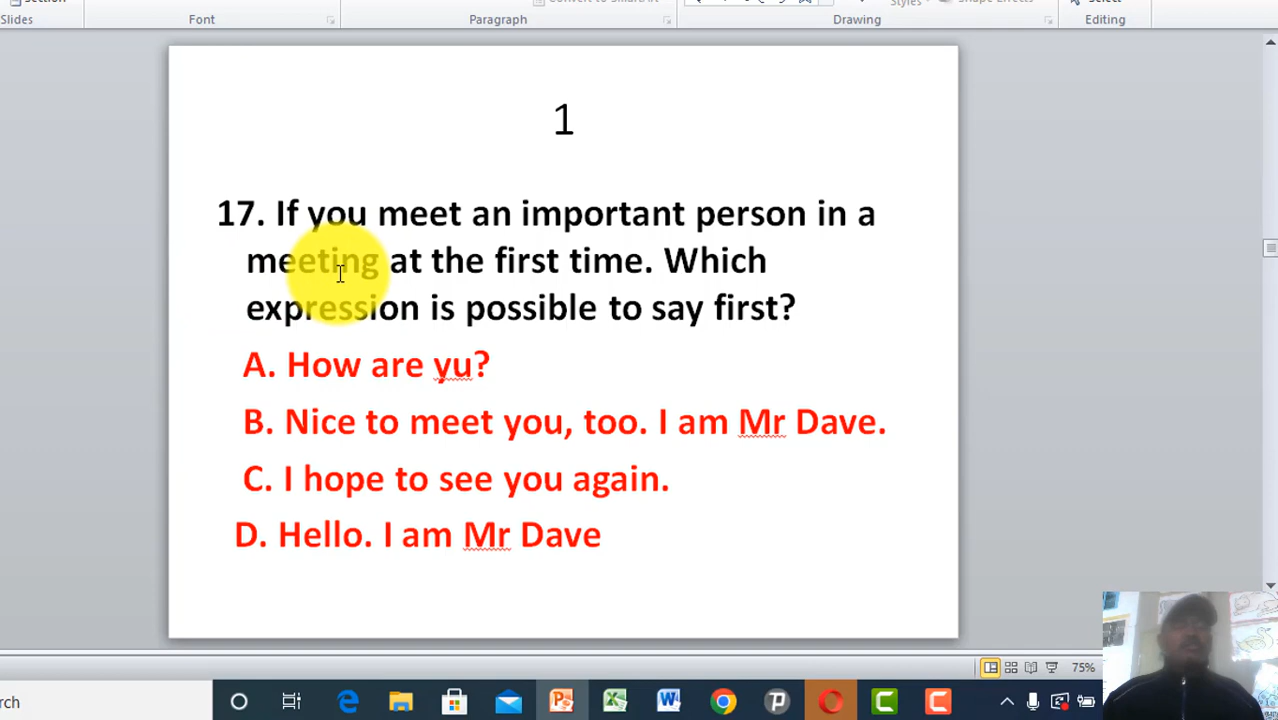 Slides
Font
Paragraph
Drawing
Editing
1
17. If you meet an important person in a
meeting at the first time. Which
expression is possible to say first?
A. How are yu?
B. Nice to meet you, too. I am Mr Dave.
C. I hope to see you again.
D. Hello. I am Mr Dave
75%
rch